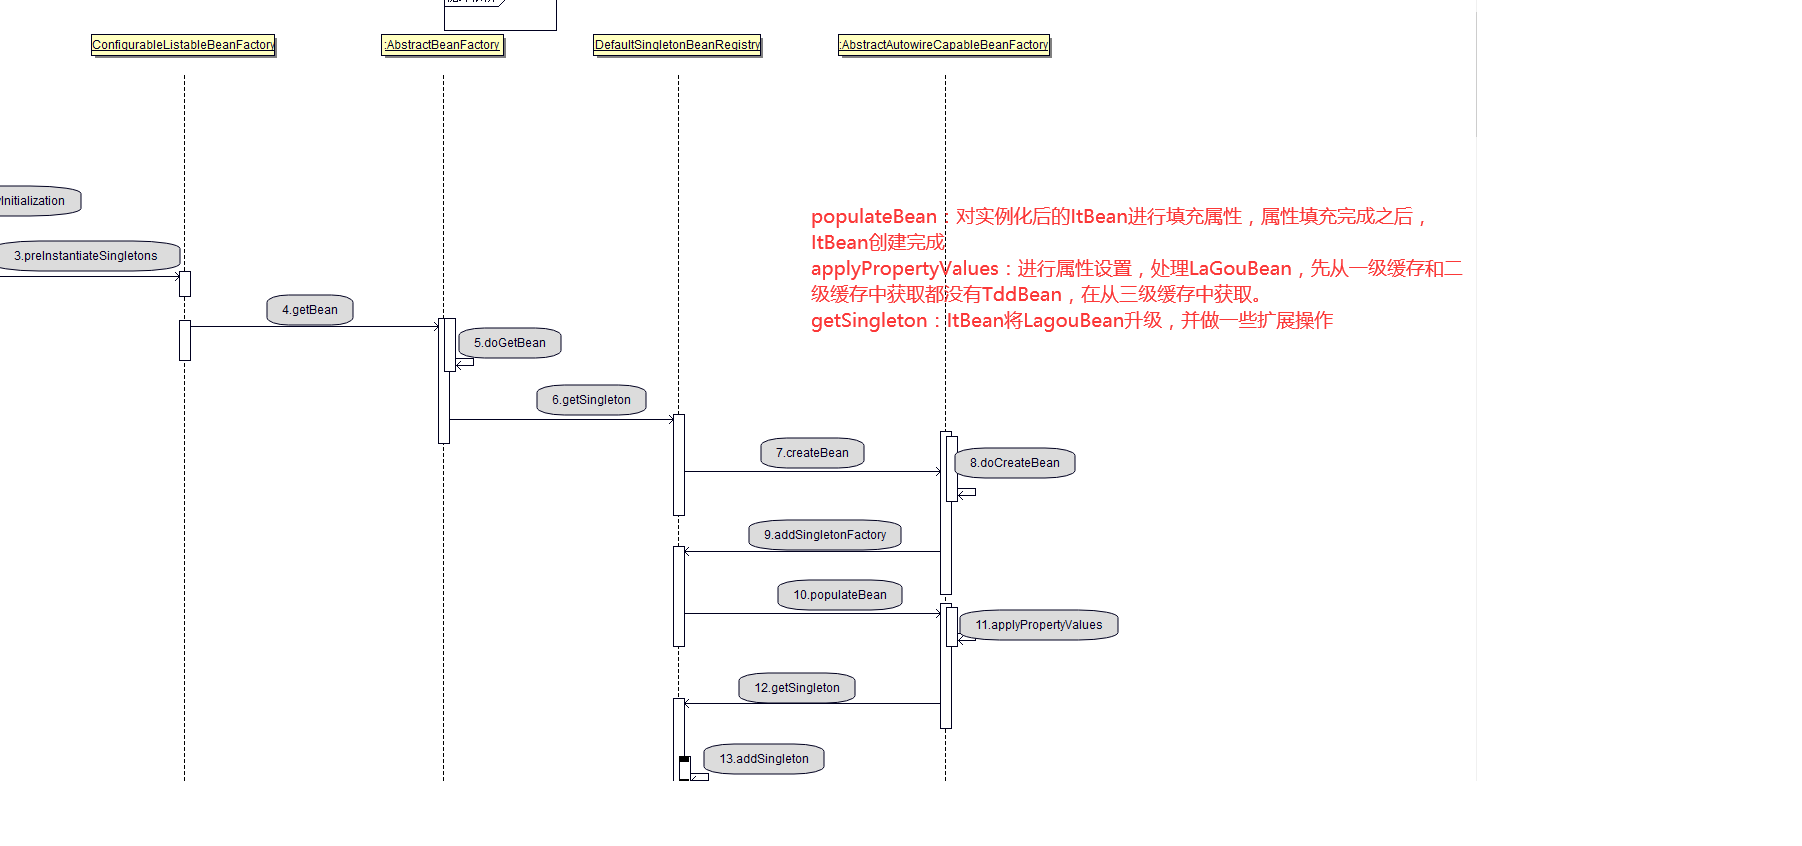 ConfigurableListableBeanFactory
:AbstractBeanFactory
DefaultSingletonBeanRegistry
:AbstractAutowireCapableBeanFactory
Initialization
populateBean：对实例化后的ItBean进行填充属性，属性填充完成之后，
ItBean创建完成
applyPropertyValues：进行属性设置，处理LaGouBean，先从一级缓存和二
级缓存中获取都没有TddBean，在从三级缓存中获取。
getSingleton：ItBean将LagouBean升级，并做一些扩展操作
3.preInstantiateSingletons
4.getBean
5.doGetBean
6.getSingleton
7.createBean
8.doCreateBean
9.addSingletonFactory
10.populateBean
11.applyPropertyValues
12.getSingleton
13.addSingleton